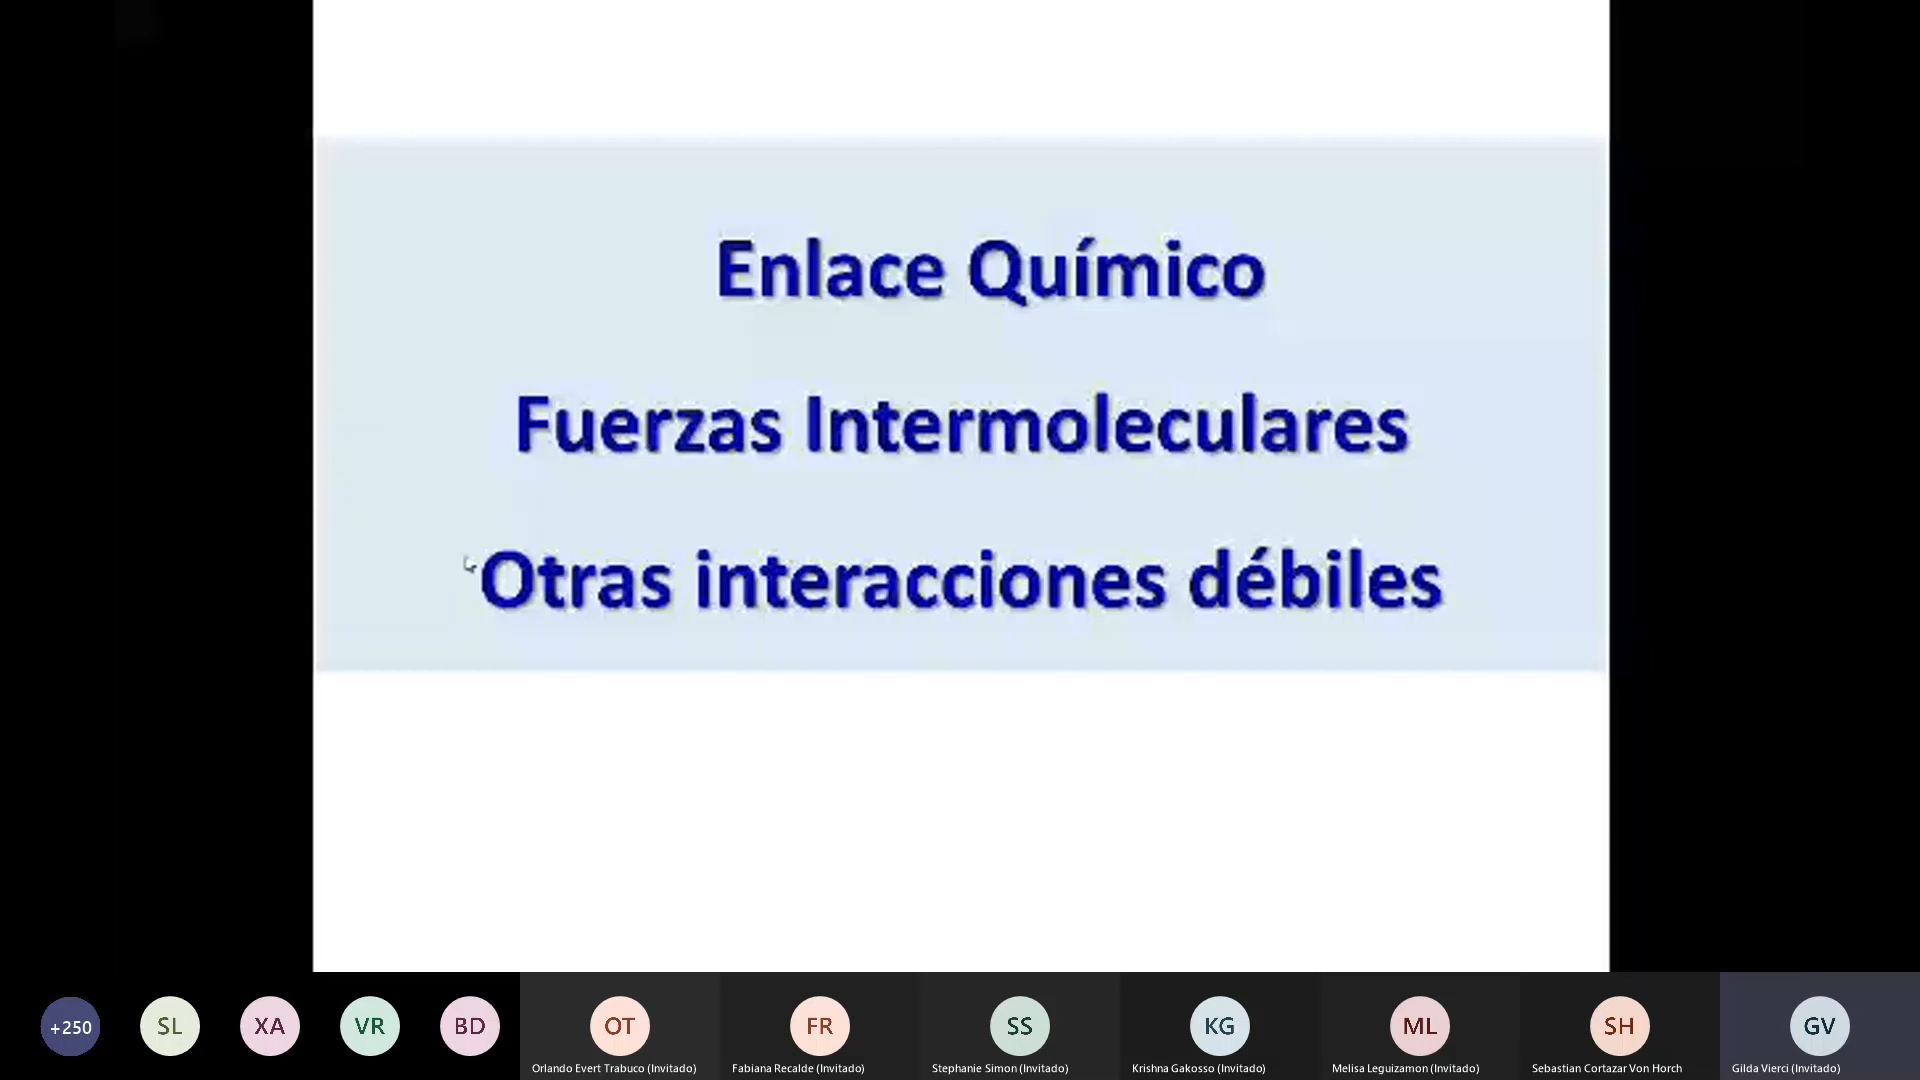 Enlace Químico
Fuerzas Intermoleculares
Otras interacciones débiles
+250 SL XA VR BD OT FR SS KG ML SH GV
Orlando Evert Trabuco (Invitado) Fabiana Recalde (Invitado) Stephanie Simon (Invitado) Krishna Gakosso (Invitado) Melisa Leguizamon (Invitado) Sebastian Cortazar Von Horch Gilda Vierci (Invitado)